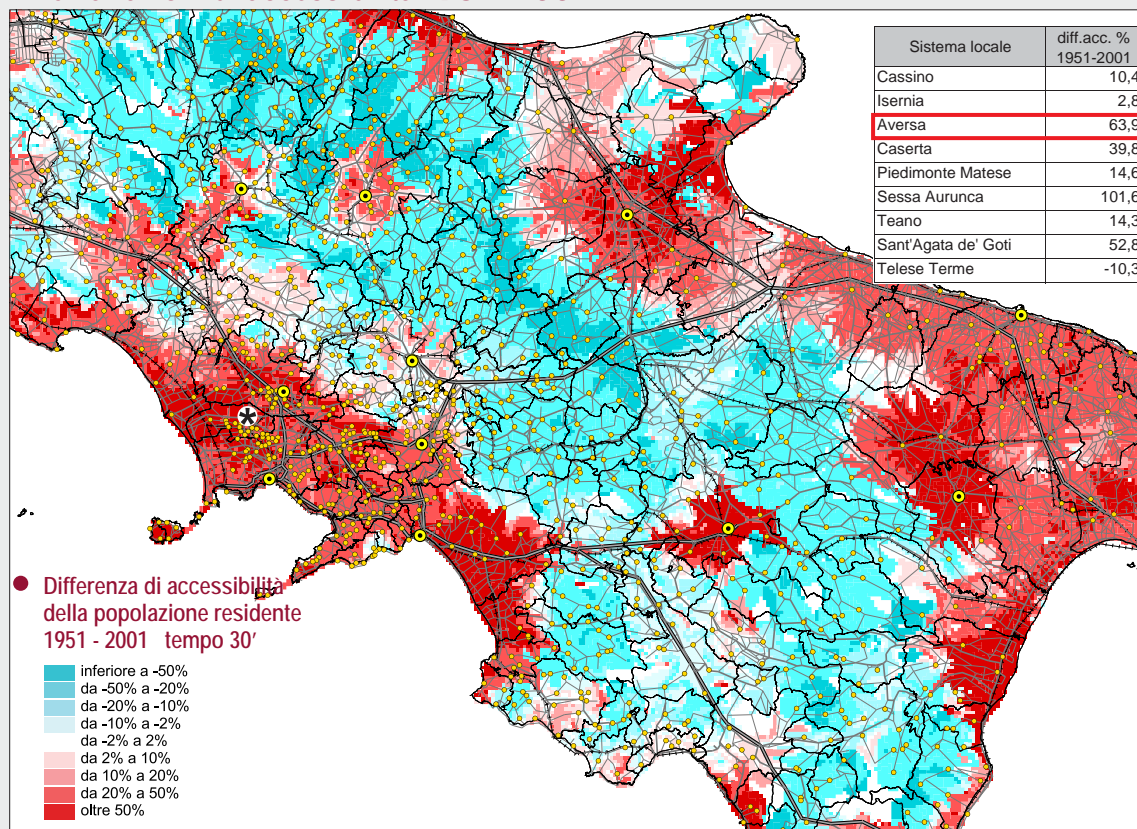 Sistema locale
diff.acc. %
1951-2001
Cassino 10,4
Isernia 2,8
Aversa 63,9
Caserta 39,8
Piedimonte Matese 14,6
Sessa Aurunca 101,6
Teano 14,3
Sant'Agata de' Goti 52,8
Telese Terme -10,3
*
● Differenza di accessibilità
della popolazione residente
1951 - 2001 tempo 30'
inferiore a -50%
da -50% a -20%
da -20% a -10%
da -10% a -2%
da -2% a 2%
da 2% a 10%
da 10% a 20%
da 20% a 50%
oltre 50%